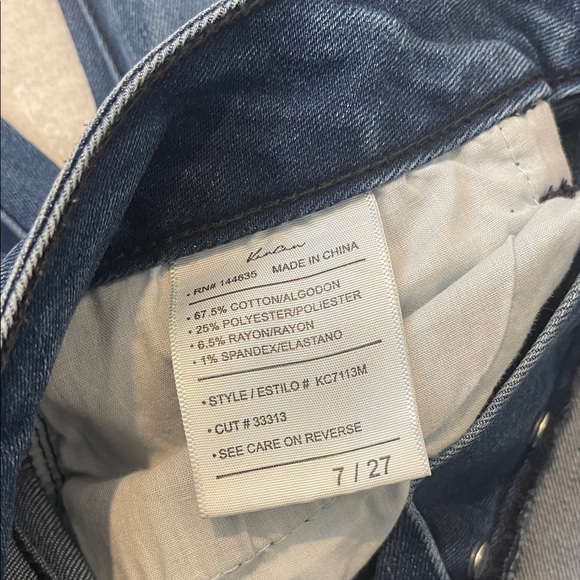 KanCan
• RN# 144635 MADE IN CHINA
• 67.5% COTTON/ALGODON
• 25% POLYESTER/POLIESTER
• 6.5% RAYON/RAYON
• 1% SPANDEX/ELASTANO
• STYLE / ESTILO # KC7113M
• CUT # 33313
• SEE CARE ON REVERSE
7 / 27